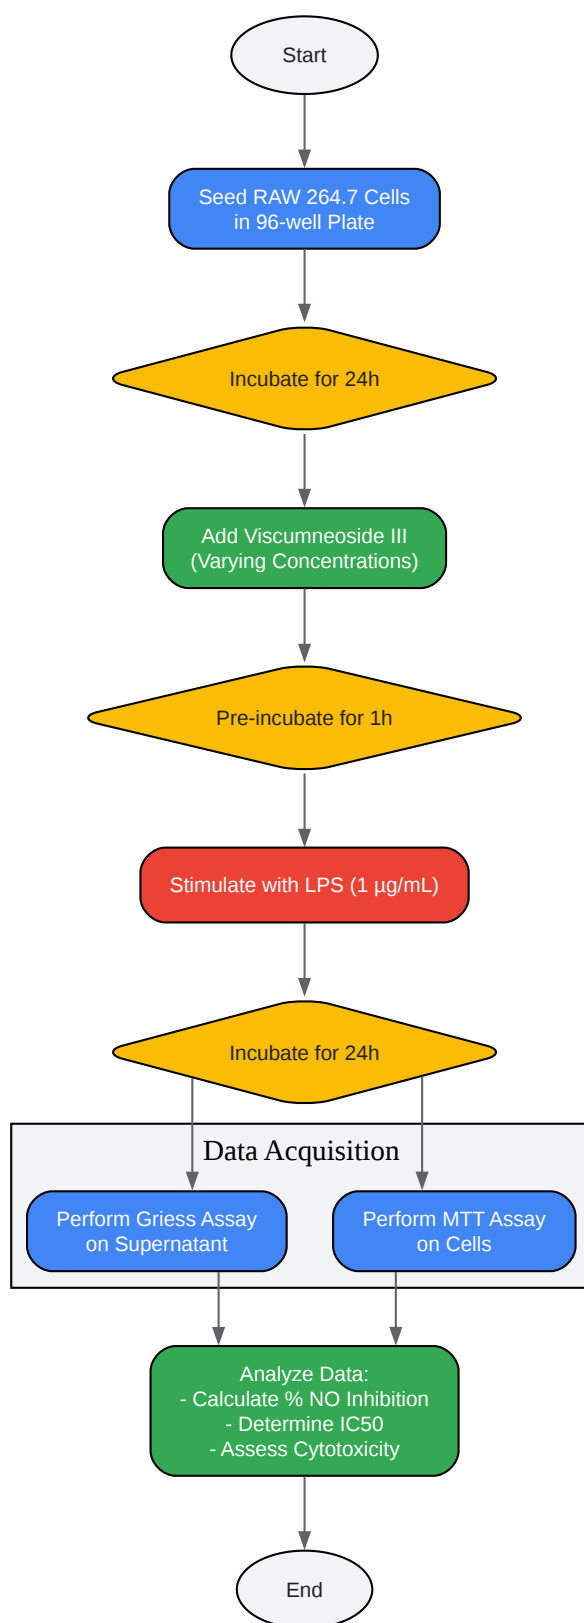 Start
Seed RAW 264.7 Cells
in 96-well Plate
Incubate for 24h
Add Viscumneoside III
(Varying Concentrations)
Pre-incubate for 1h
Stimulate with LPS (1 µg/mL)
Incubate for 24h
Data Acquisition
Perform Griess Assay
on Supernatant
Perform MTT Assay
on Cells
Analyze Data:
- Calculate % NO Inhibition
- Determine IC50
- Assess Cytotoxicity
End